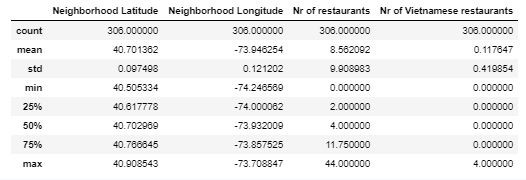 Neighborhood Latitude Neighborhood Longitude Nr of restaurants Nr of Vietnamese restaurants
count 306.000000 306.000000 306.000000 306.000000
mean 40.701362 -73.946254 8.562092 0.117647
std 0.097498 0.121202 9.908983 0.419854
min 40.505334 -74.246569 0.000000 0.000000
25% 40.617778 -74.000062 2.000000 0.000000
50% 40.702969 -73.932009 4.000000 0.000000
75% 40.766645 -73.857525 11.750000 0.000000
max 40.908543 -73.708847 44.000000 4.000000